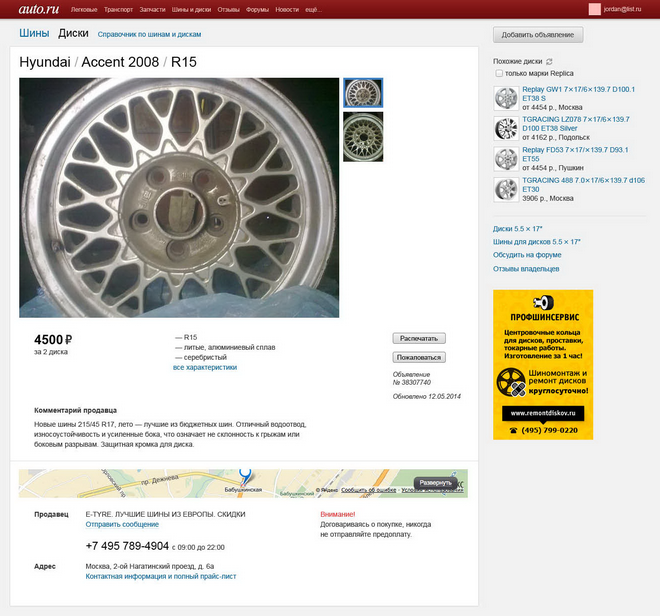 auto.ru Легковые Транспорт Запчасти Шины и диски Отзывы Форумы Новости ещё... jordan@list.ru
Шины Диски Справочник по шинам и дискам
Добавить объявление
Hyundai / Accent 2008 / R15
4500 ₽
за 2 диска
— R15
— литые, алюминиевый сплав
— серебристый
все характеристики
Распечатать
Пожаловаться
Объявление
№ 38307740
Обновлено 12.05.2014
Комментарий продавца
Новые шины 215/45 R17, лето — лучшие из бюджетных шин. Отличный водоотвод,
износоустойчивость и усиленные бока, что означает не склонность к грыжам или
боковым разрывам. Защитная кромка для диска.
пр. Дежнева
Бабушкинская
Бабушкинский
© Яндекс Сообщить об ошибке
Развернуть
Продавец
E-TYRE. ЛУЧШИЕ ШИНЫ ИЗ ЕВРОПЫ. СКИДКИ
Отправить сообщение
+7 495 789-4904 с 09:00 до 22:00
Внимание!
Договариваясь о покупке, никогда
не отправляйте предоплату.
Адрес
Москва, 2-ой Нагатинский проезд, д. 6а
Контактная информация и полный прайс-лист
Похожие диски
только марки Replica
Replay GW1 7×17/6×139.7 D100.1
ET38 S
от 4454 р., Москва
TGRACING LZ078 7×17/6×139.7
D100 ET38 Silver
от 4162 р., Подольск
Replay FD53 7×17/×139.7 D93.1
ET55
от 4454 р., Пушкин
TGRACING 488 7.0×17/6×139.7 d106
ET30
3906 р., Москва
Диски 5.5 × 17"
Шины для дисков 5.5 × 17"
Обсудить на форуме
Отзывы владельцев
ПРОФШИНСЕРВИС
Центровочные кольца
для дисков, проставки,
токарные работы.
Изготовление за 1 час!
Шиномонтаж и
ремонт дисков
круглосуточно!
www.remontdiskov.ru
(495) 799-0220